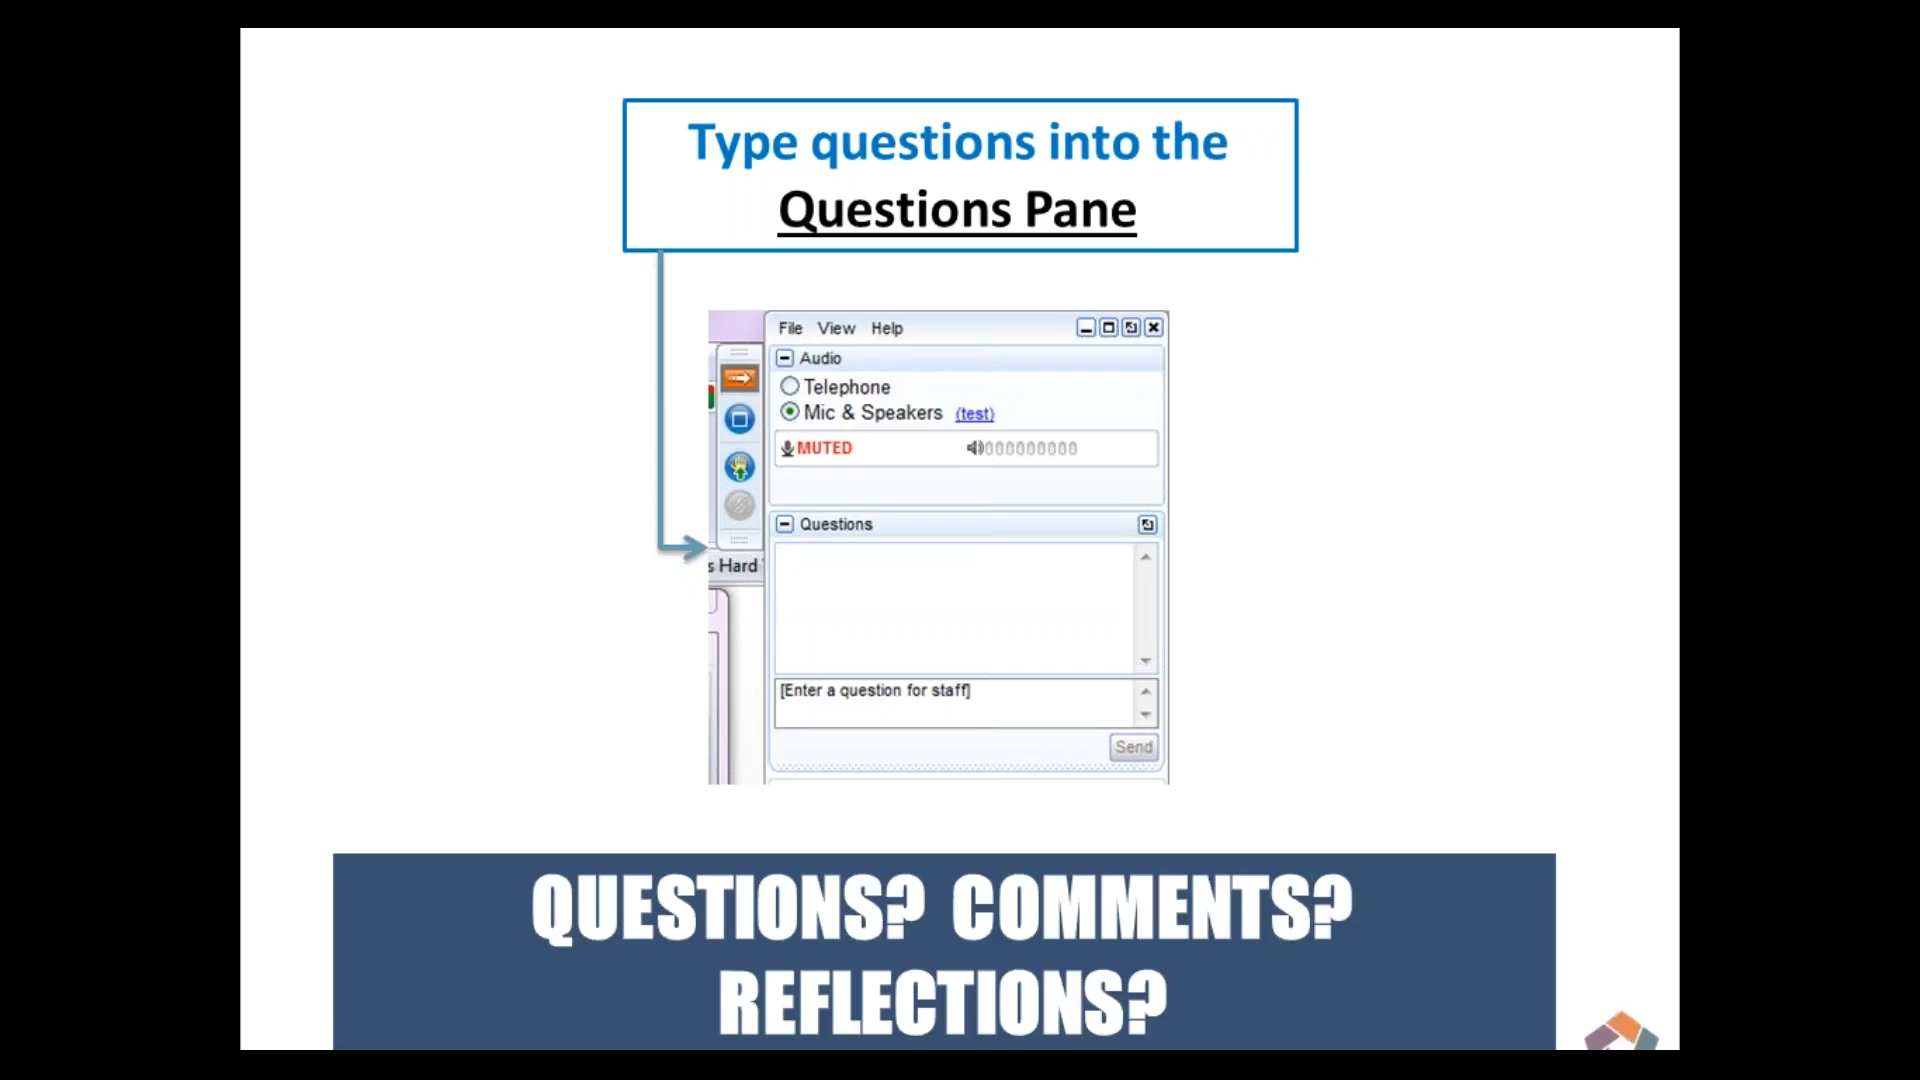 Type questions into the
Questions Pane
File View Help
Audio
Telephone
Mic & Speakers (test)
MUTED
000000000
Questions
s Hard
[Enter a question for staff]
Send
QUESTIONS? COMMENTS?
REFLECTIONS?